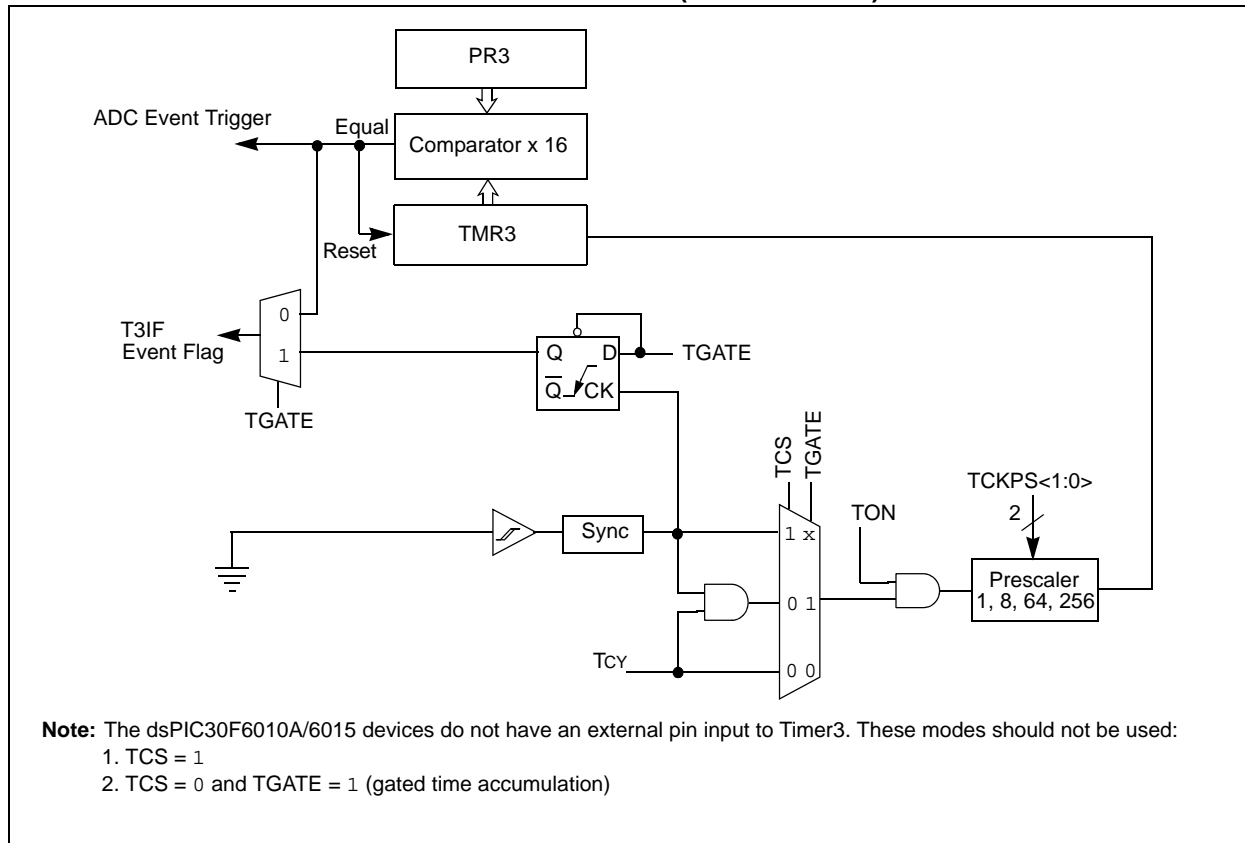 PR3
ADC Event Trigger
Equal
Comparator x 16
TMR3
Reset
0
T3IF
Event Flag
1
Q
D
TGATE
Q
CK
TGATE
TCS
TGATE
TCKPS<1:0>
2
TON
Sync
1 x
Prescaler
1, 8, 64, 256
0 1
TCY
0 0
Note: The dsPIC30F6010A/6015 devices do not have an external pin input to Timer3. These modes should not be used:
1. TCS = 1
2. TCS = 0 and TGATE = 1 (gated time accumulation)